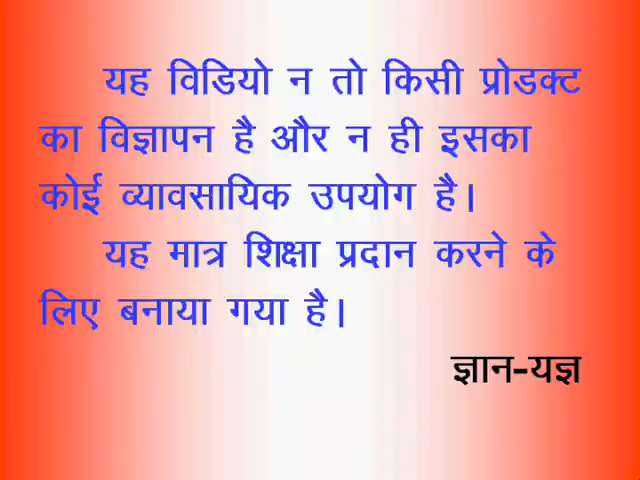 यह विडियो न तो किसी प्रोडक्ट
का विज्ञापन है और न ही इसका
कोई व्यावसायिक उपयोग है।
यह मात्र शिक्षा प्रदान करने के
लिए बनाया गया है।
ज्ञान-यज्ञ